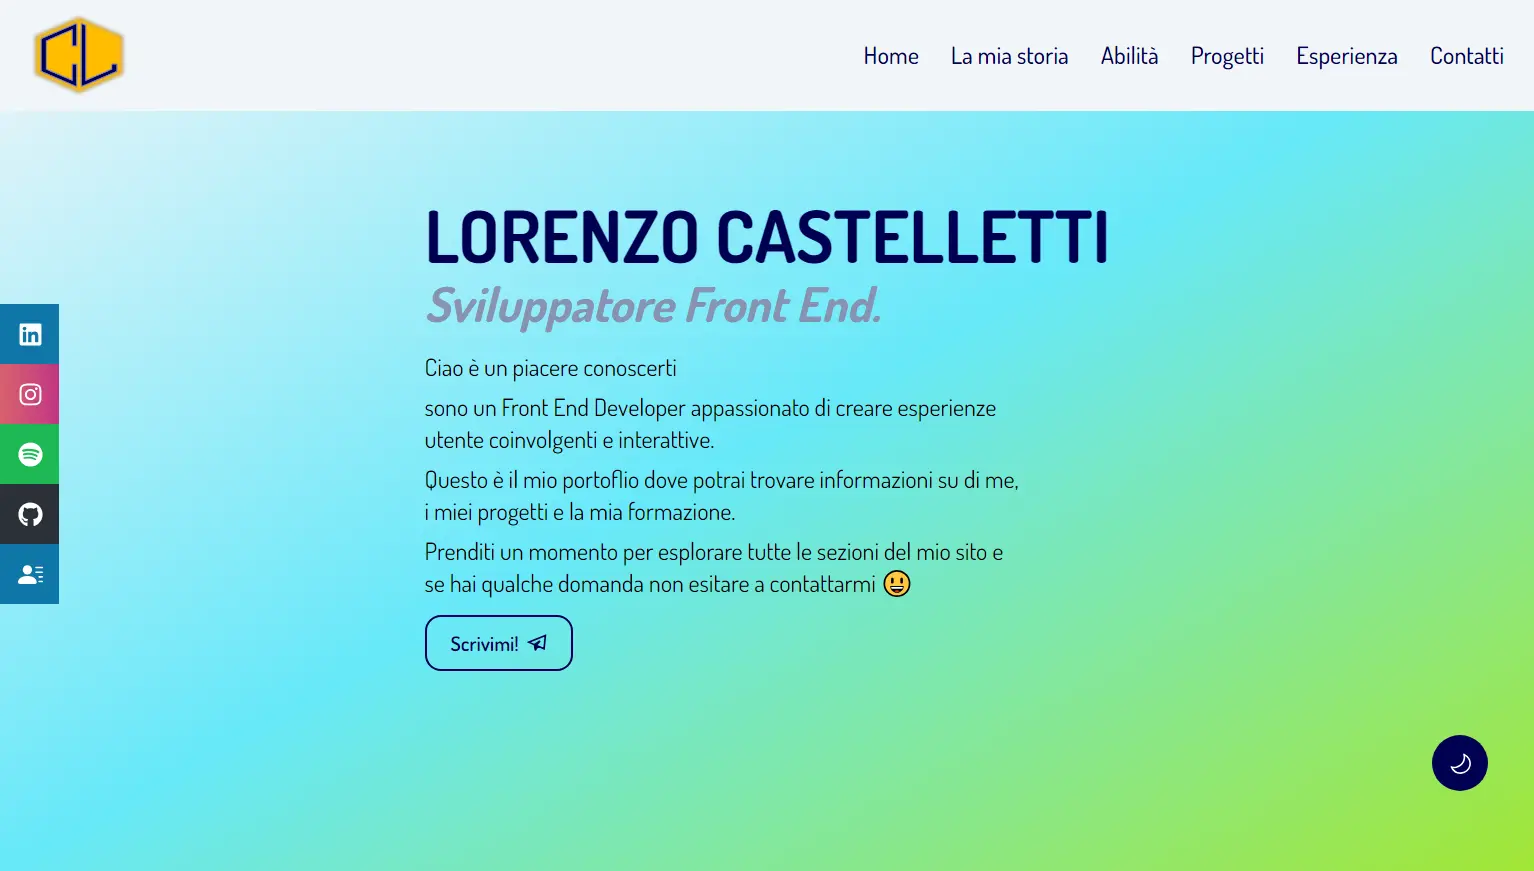 CL
Home La mia storia Abilità Progetti Esperienza Contatti
LORENZO CASTELLETTI
Sviluppatore Front End.
Ciao è un piacere conoscerti
sono un Front End Developer appassionato di creare esperienze
utente coinvolgenti e interattive.
Questo è il mio portoflio dove potrai trovare informazioni su di me,
i miei progetti e la mia formazione.
Prenditi un momento per esplorare tutte le sezioni del mio sito e
se hai qualche domanda non esitare a contattarmi 😃
Scrivimi!
in